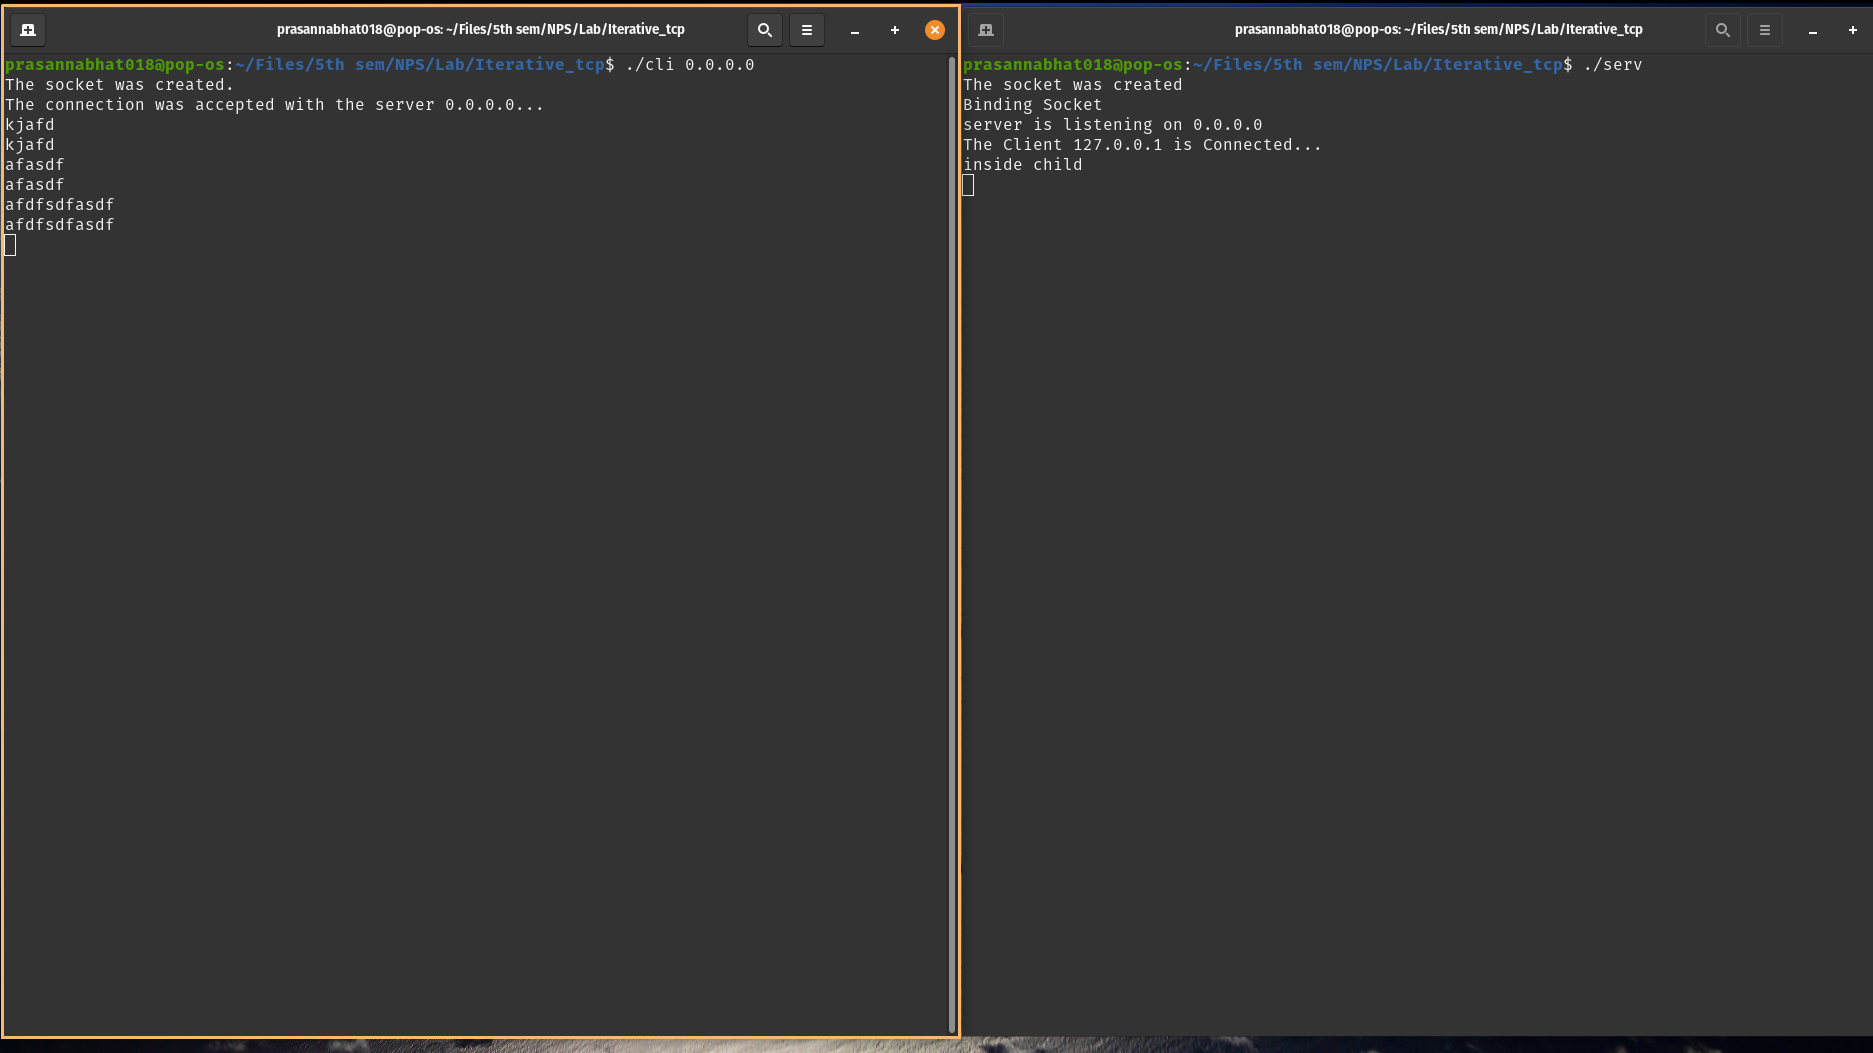 prasannabhat018@pop-os: ~/Files/5th sem/NPS/Lab/Iterative_tcp
prasannabhat018@pop-os:~/Files/5th sem/NPS/Lab/Iterative_tcp$ ./cli 0.0.0.0
The socket was created.
The connection was accepted with the server 0.0.0.0...
kjafd
kjafd
afasdf
afasdf
afdfsdfasdf
afdfsdfasdf
prasannabhat018@pop-os: ~/Files/5th sem/NPS/Lab/Iterative_tcp
prasannabhat018@pop-os:~/Files/5th sem/NPS/Lab/Iterative_tcp$ ./serv
The socket was created
Binding Socket
server is listening on 0.0.0.0
The Client 127.0.0.1 is Connected...
inside child